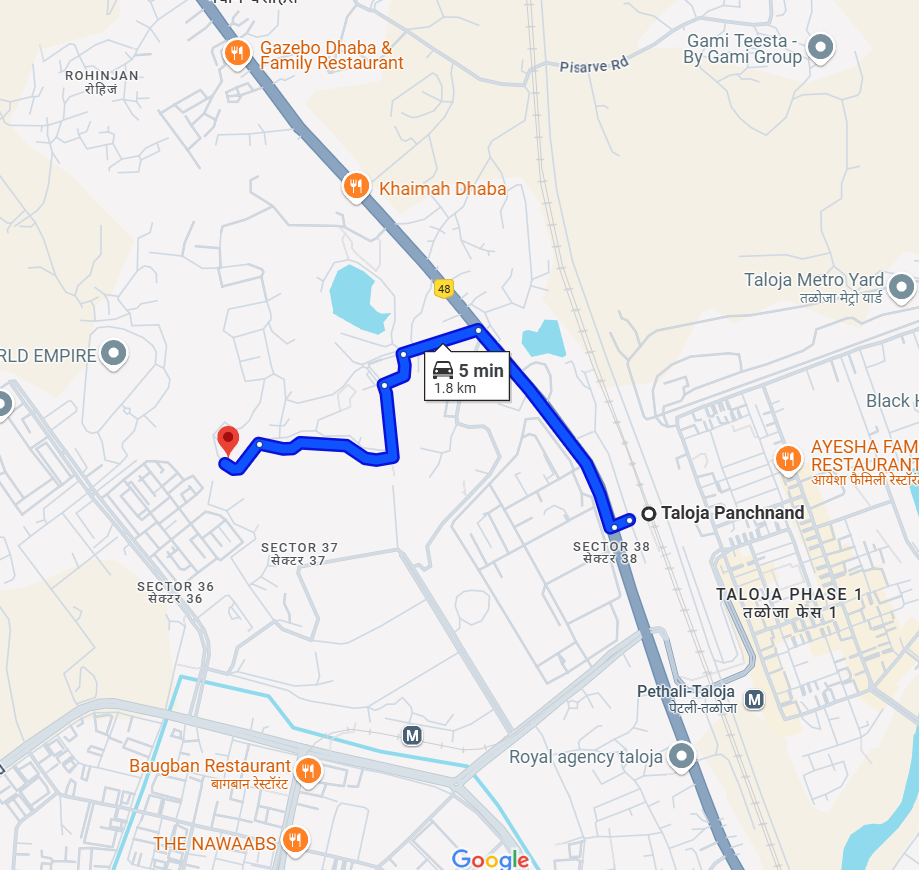 Gazebo Dhaba &
Family Restaurant
ROHINJAN
रोहिजं
Pisarve Rd
Gami Teesta -
By Gami Group
Khaimah Dhaba
48
Taloja Metro Yard
तळोजा मेट्रो यार्ड
RLD EMPIRE
5 min
1.8 km
Black H
AYESHA FAM
RESTAURANT
आयेशा फैमिली रेस्टॉरंट
Taloja Panchnand
SECTOR 38
सेक्टर 38
SECTOR 37
सेक्टर 37
SECTOR 36
सेक्टर 36
TALOJA PHASE 1
तळोजा फेस 1
Pethali-Taloja
पेटली-तळोजा
M
M
Royal agency taloja
Baugban Restaurant
बागबान रेस्टॉरंट
THE NAWAABS
Google